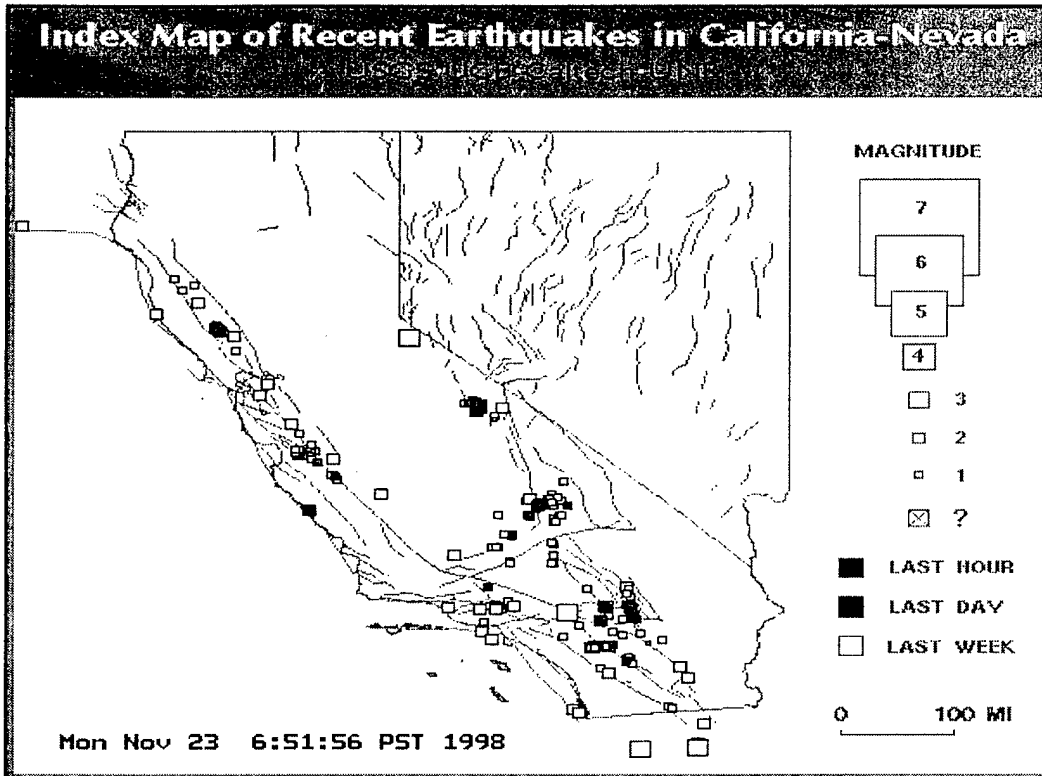 Index Map of Recent Earthquakes in California-Nevada
MAGNITUDE
7
6
5
4
3
2
1
?
LAST HOUR
LAST DAY
LAST WEEK
0 100 MI
Mon Nov 23 6:51:56 PST 1998